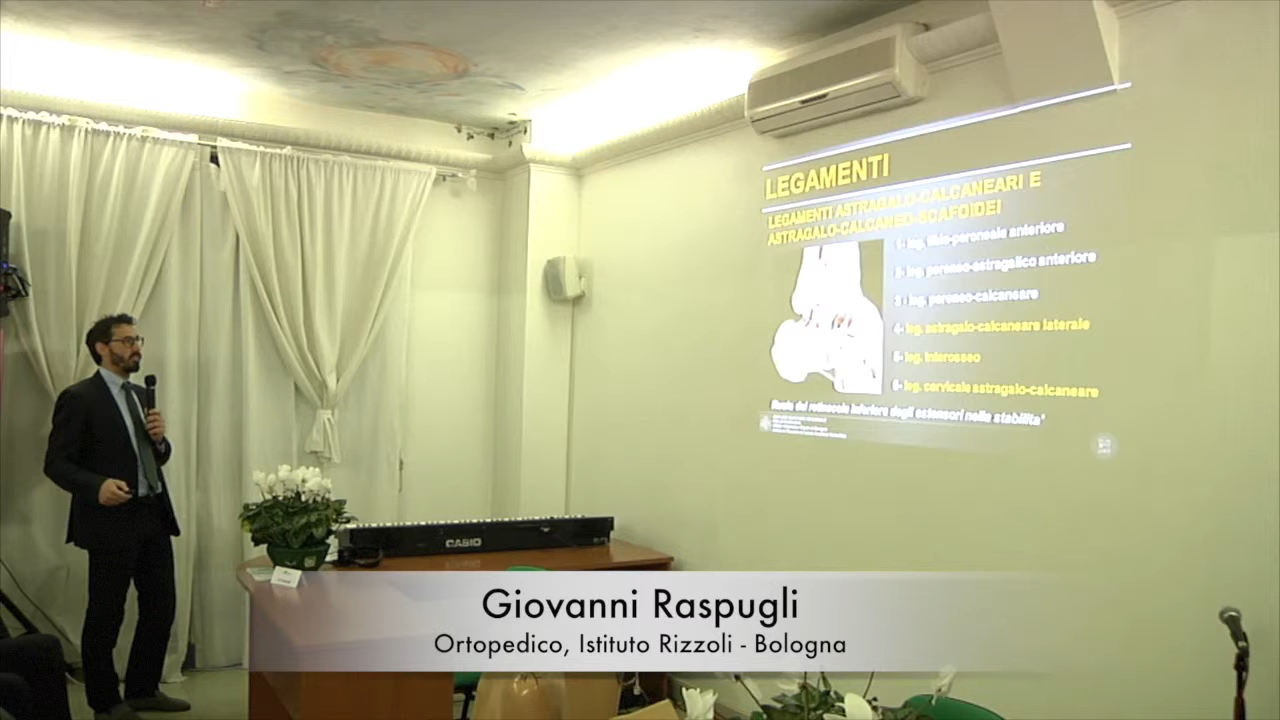 LEGAMENTI
LEGAMENTI ASTRAGALO-CALCANEARI E
ASTRAGALO-CALCANEO-SCAFOIDEI
1- leg. tibio-peroneale anteriore
2- leg. peroneo-astragalico anteriore
3 - leg. peroneo-calcaneare
4- leg. astragalo-calcaneare laterale
5- leg. interosseo
6- leg. cervicale astragalo-calcaneare
Ruolo del retinacolo inferiore degli estensori nella stabilita'
CASIO
Giovanni Raspugli
Ortopedico, Istituto Rizzoli - Bologna